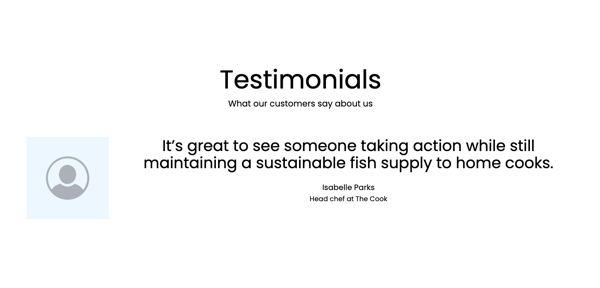 Testimonials
What our customers say about us
It’s great to see someone taking action while still
maintaining a sustainable fish supply to home cooks.
Isabelle Parks
Head chef at The Cook